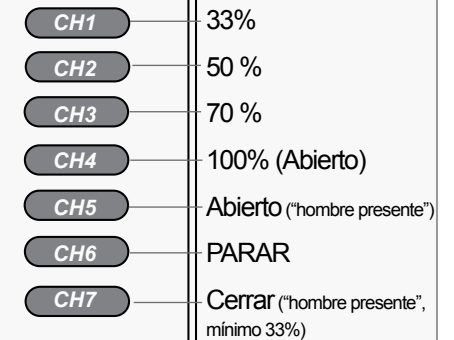 CH1 33%
CH2 50 %
CH3 70 %
CH4 100% (Abierto)
CH5 Abierto (“hombre presente”)
CH6 PARAR
CH7 Cerrar (“hombre presente”,
mínimo 33%)